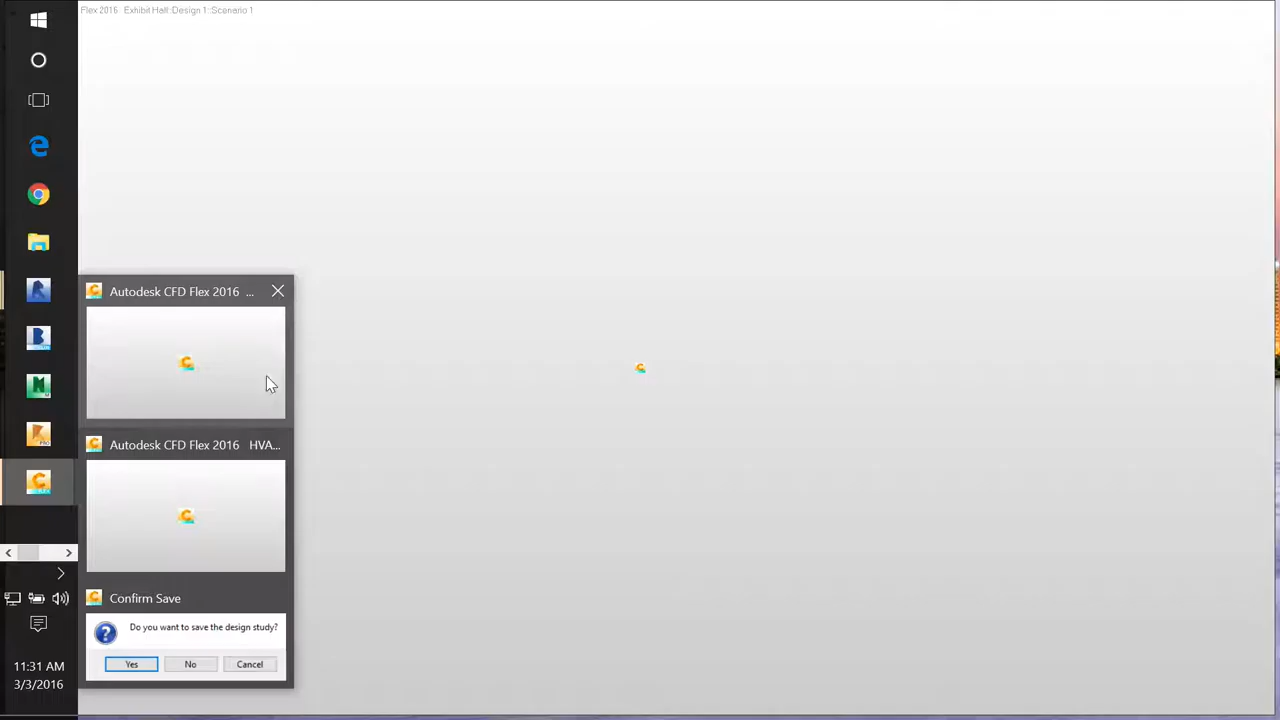 Flex 2016  Exhibit Hall::Design 1::Scenario 1
Autodesk CFD Flex 2016 ...
Autodesk CFD Flex 2016 HVA...
Confirm Save
Do you want to save the design study?
Yes
No
Cancel
11:31 AM
3/3/2016